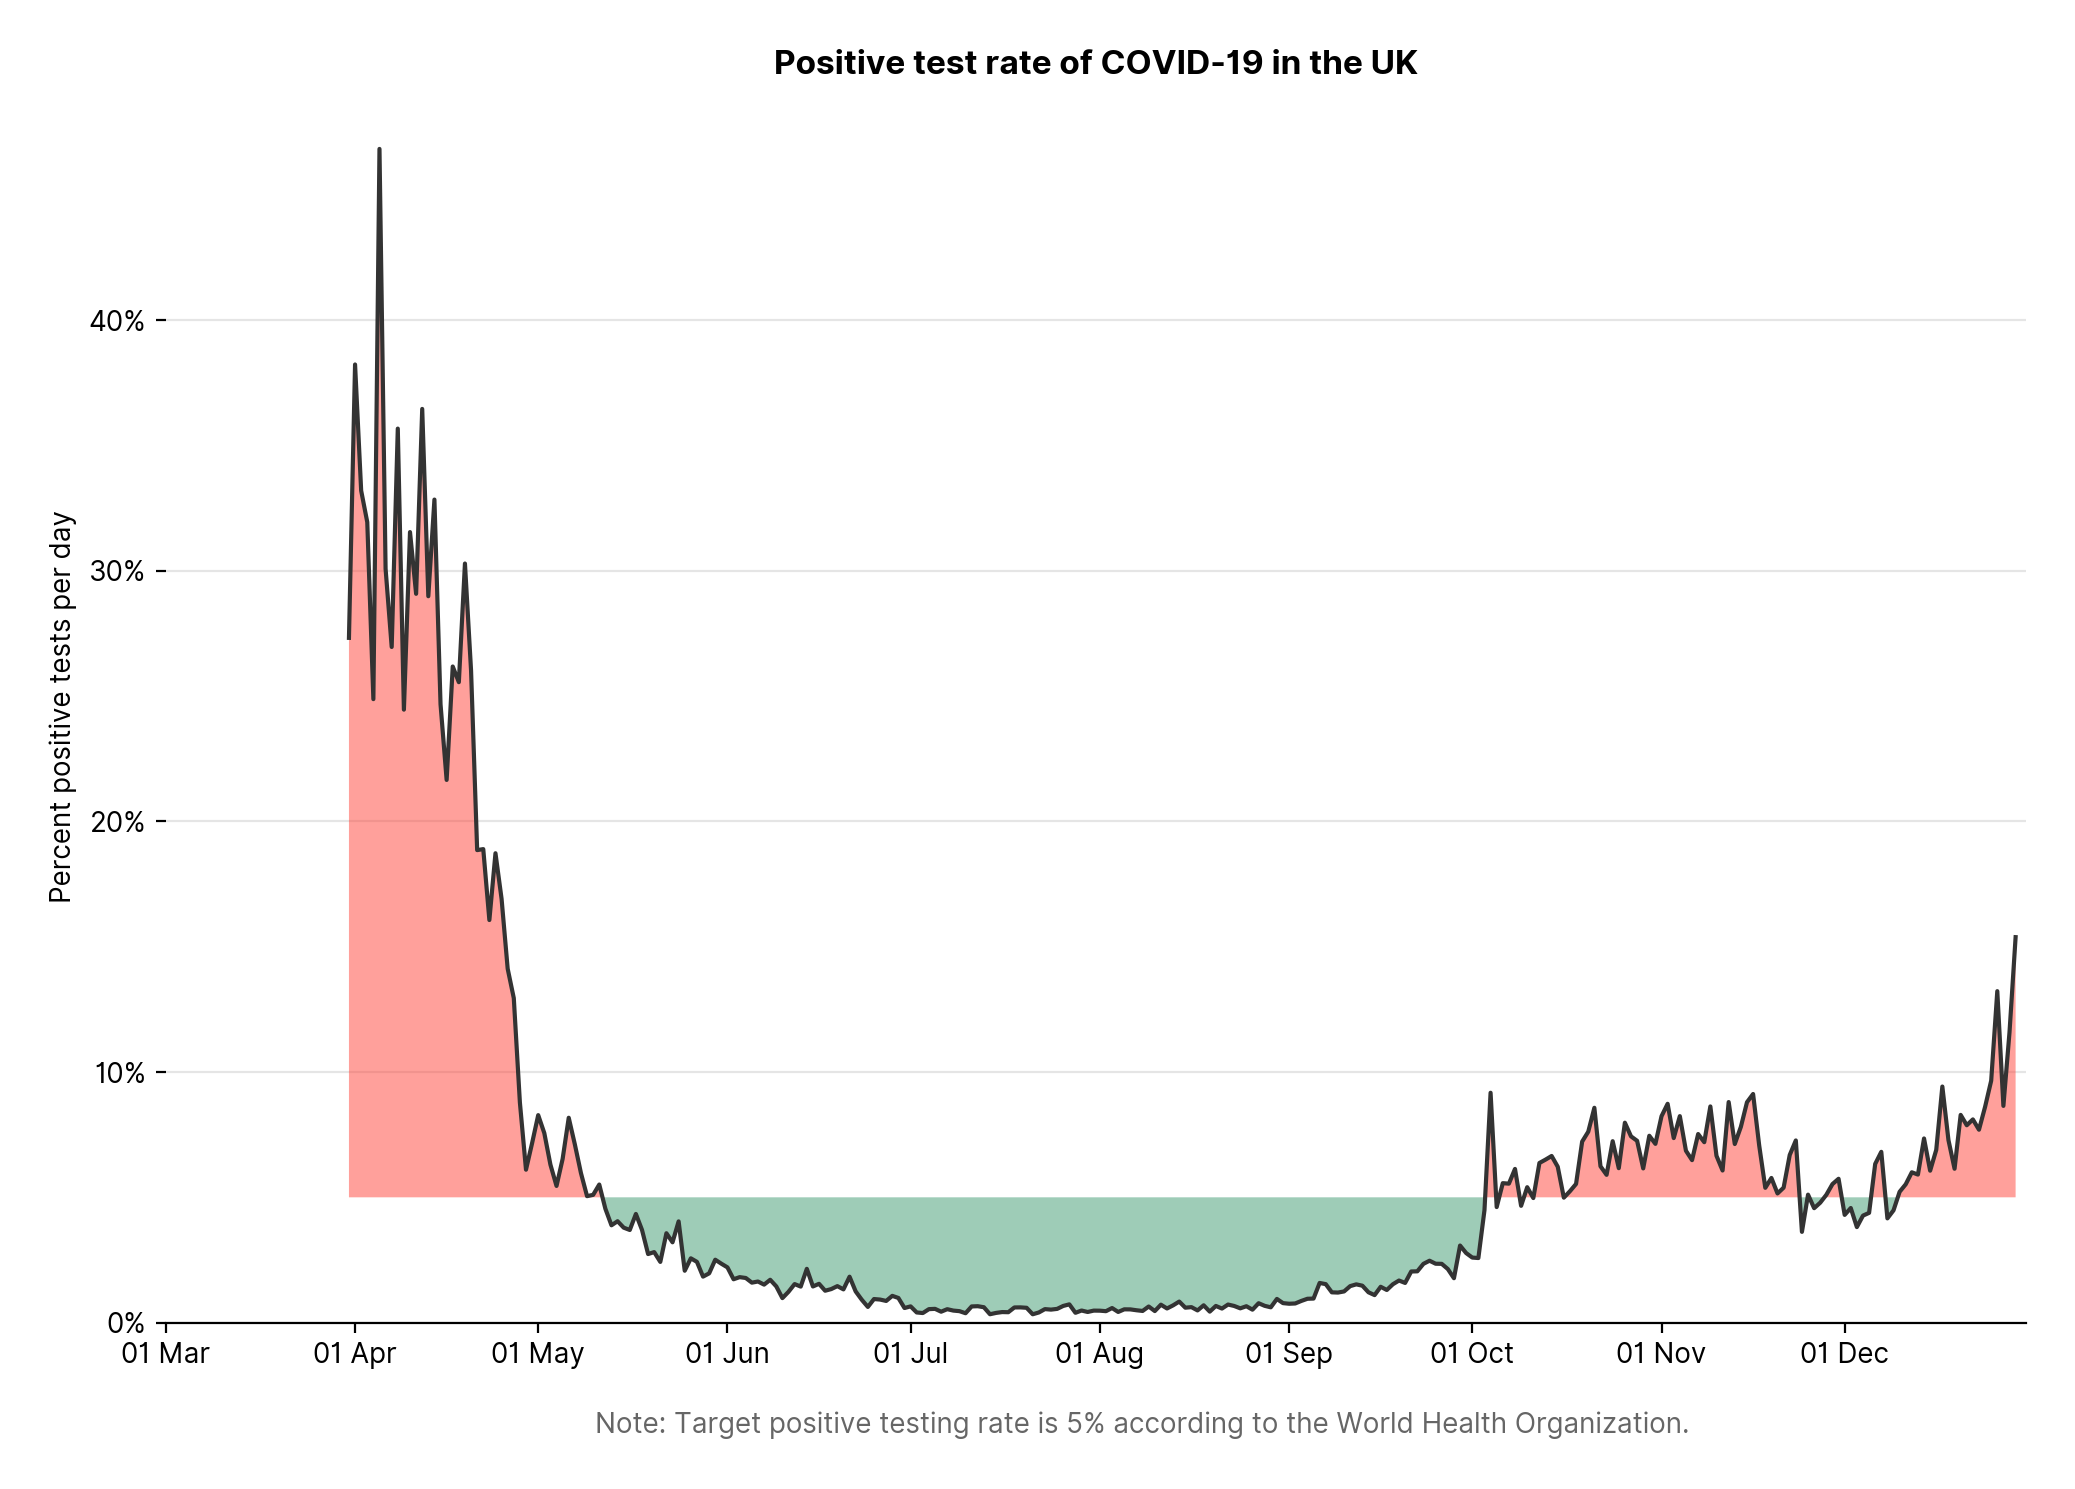 Positive test rate of COVID-19 in the UK
Percent positive tests per day
40%
30%
20%
10%
0%
01 Mar
01 Apr
01 May
01 Jun
01 Jul
01 Aug
01 Sep
01 Oct
01 Nov
01 Dec
Note: Target positive testing rate is 5% according to the World Health Organization.